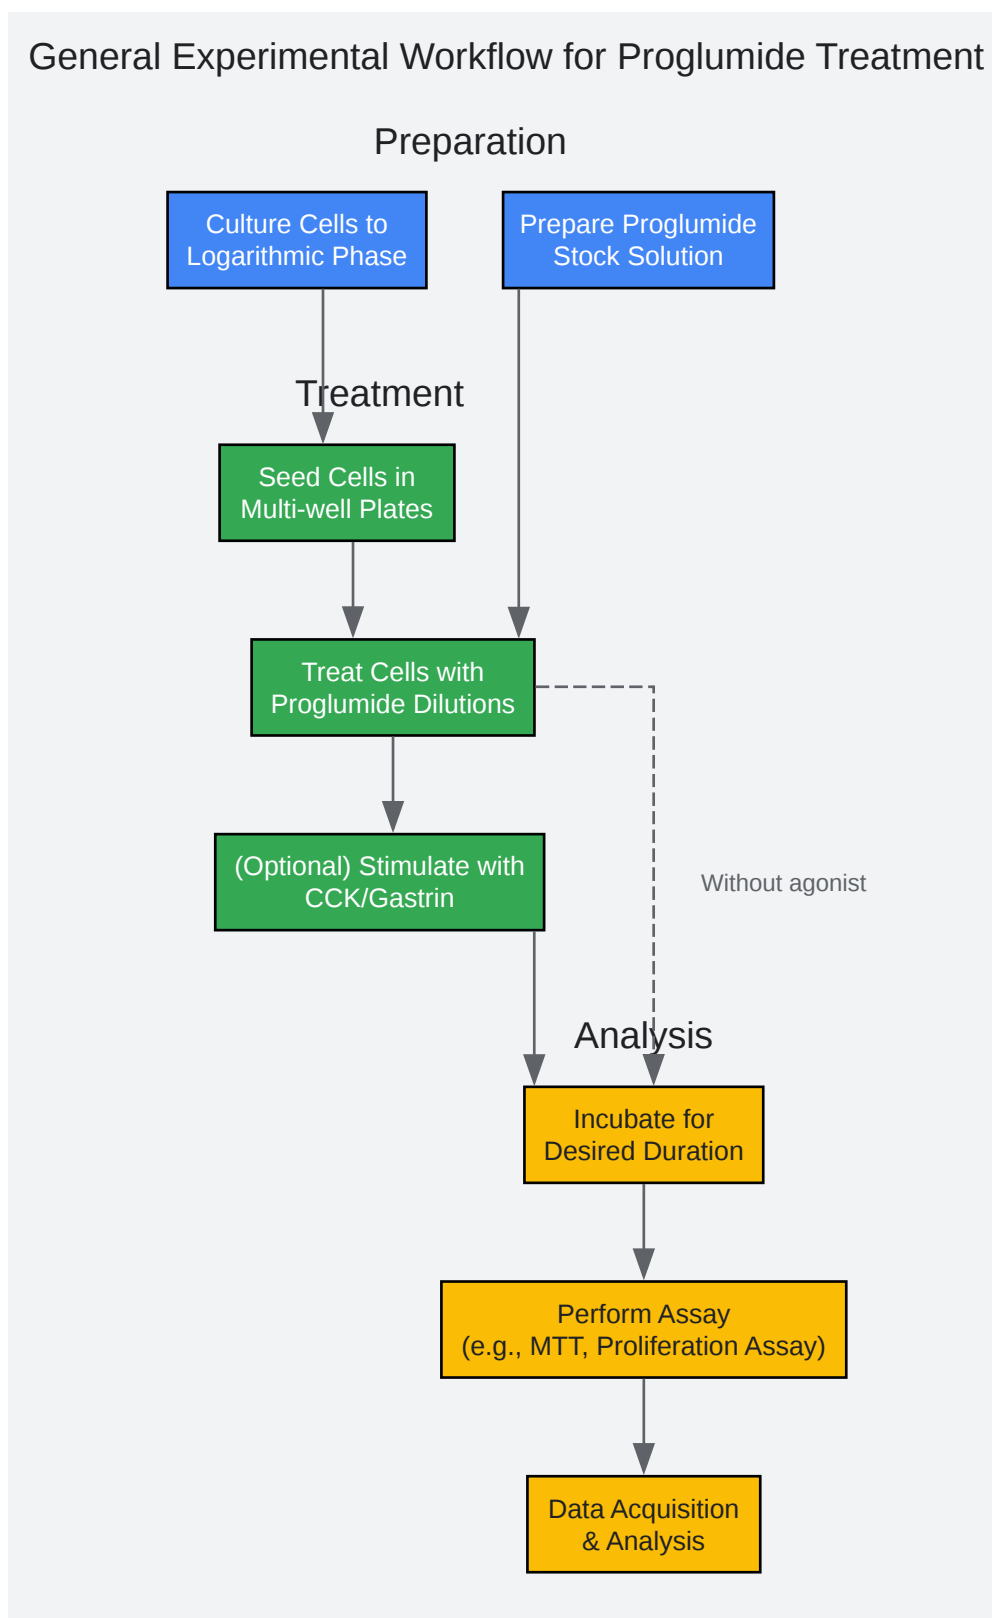 General Experimental Workflow for Proglumide Treatment
Preparation
Culture Cells to
Logarithmic Phase
Prepare Proglumide
Stock Solution
Treatment
Seed Cells in
Multi-well Plates
Treat Cells with
Proglumide Dilutions
(Optional) Stimulate with
CCK/Gastrin
Without agonist
Analysis
Incubate for
Desired Duration
Perform Assay
(e.g., MTT, Proliferation Assay)
Data Acquisition
& Analysis